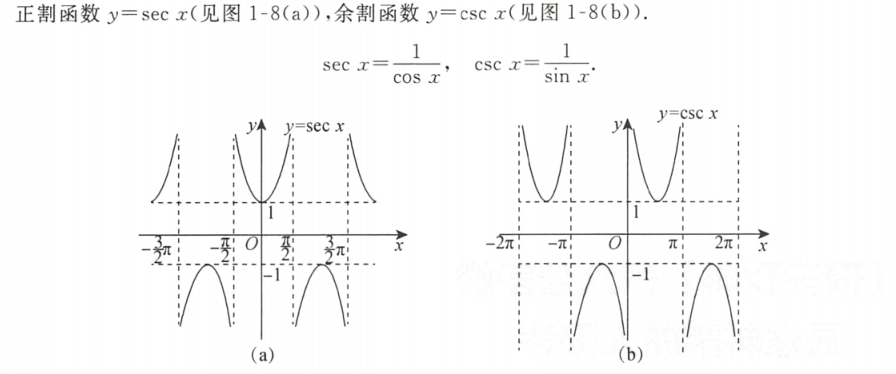 正割函数 y=sec x(见图 1-8(a)),余割函数 y=csc x(见图 1-8(b)).
sec x=1/cos x, csc x=1/sin x.
y y=sec x
1
-3/2π -π/2 O π/2 3/2π x
-1
(a)
y y=csc x
1
-2π -π O π 2π x
-1
(b)